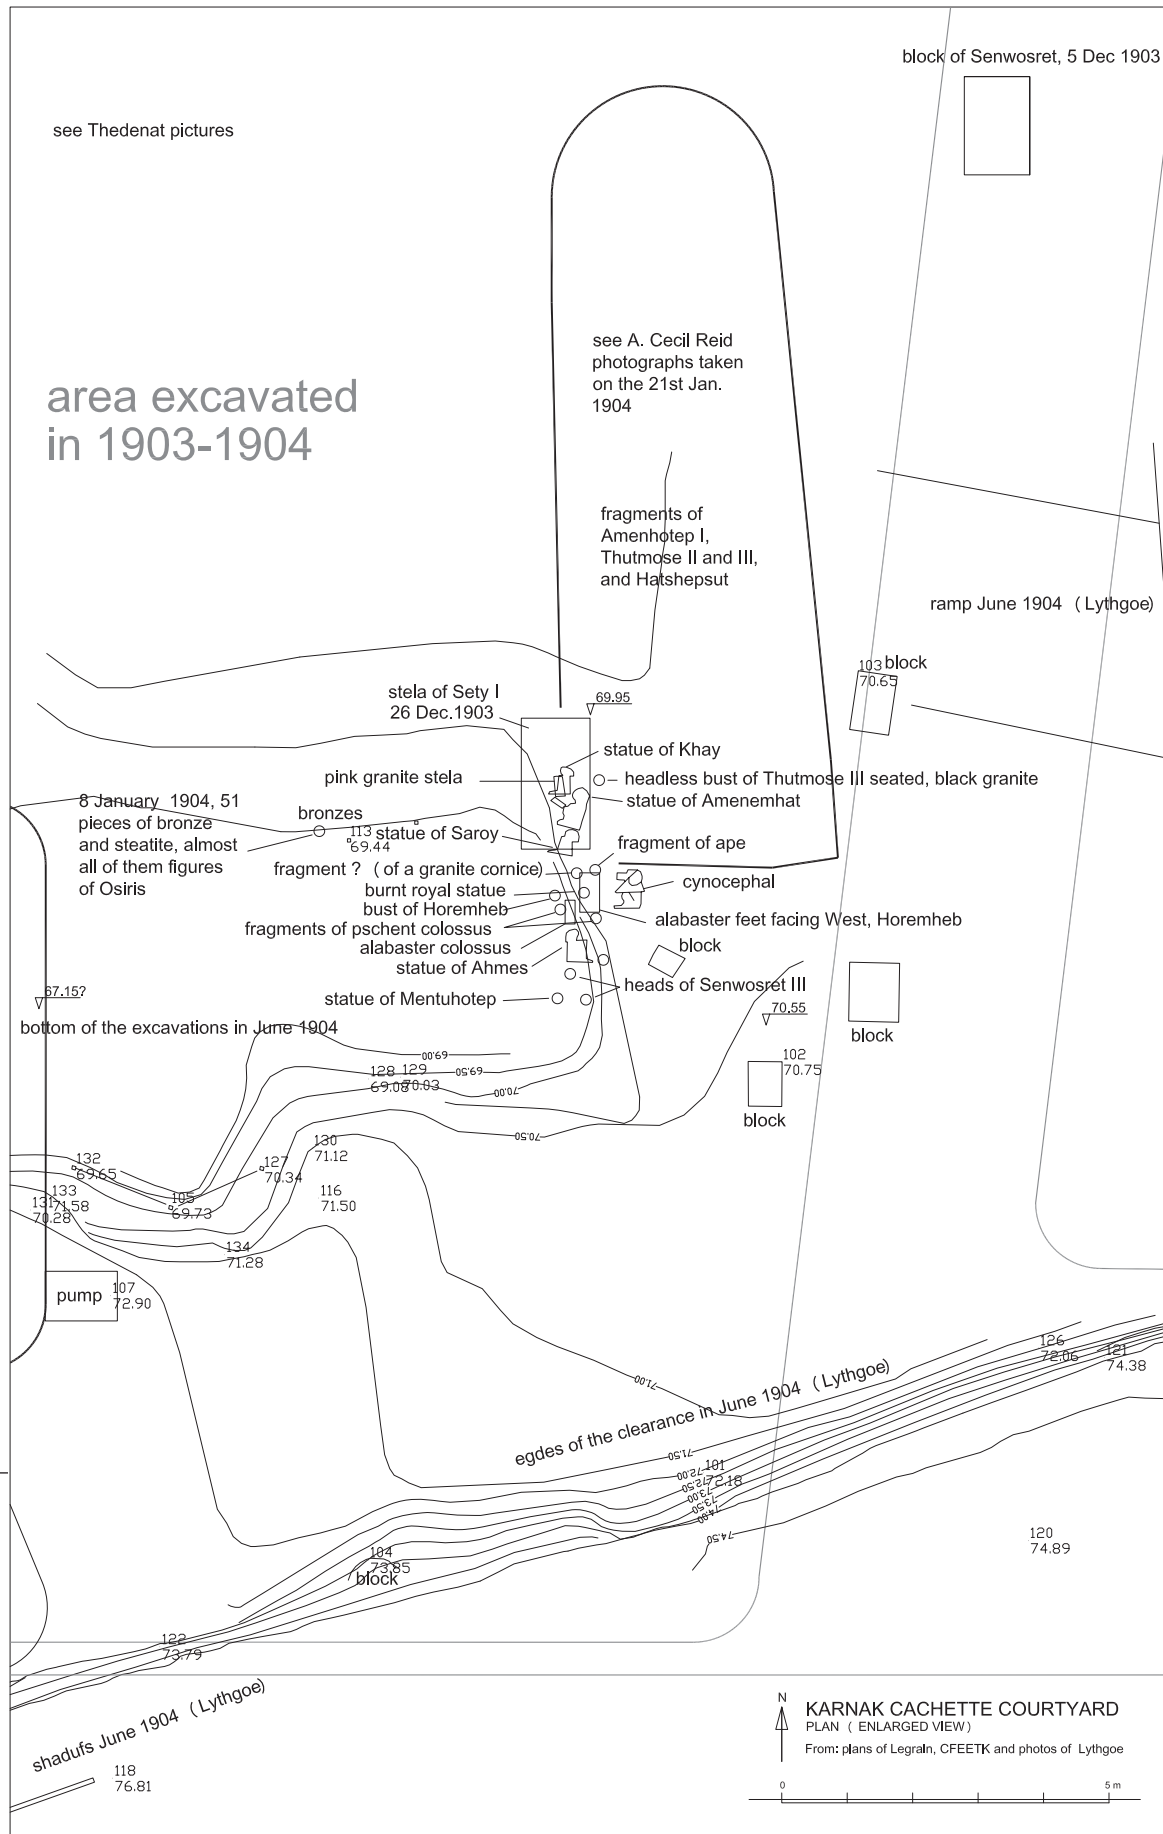 block of Senwosret, 5 Dec 1903
see Thedenat pictures
see A. Cecil Reid
photographs taken
on the 21st Jan.
1904
area excavated
in 1903-1904
fragments of
Amenhotep I,
Thutmose II and III,
and Hatshepsut
ramp June 1904 ( Lythgoe)
103 block
70.65
stela of Sety I
26 Dec.1903
69.95
statue of Khay
pink granite stela
headless bust of Thutmose III seated, black granite
statue of Amenemhat
8 January 1904, 51
pieces of bronze
and steatite, almost
all of them figures
of Osiris
bronzes
113
69.44
statue of Saroy
fragment of ape
fragment ? ( of a granite cornice)
cynocephal
burnt royal statue
bust of Horemheb
alabaster feet facing West, Horemheb
fragments of pschent colossus
alabaster colossus
block
statue of Ahmes
heads of Senwosret III
statue of Mentuhotep
67.15?
70.55
bottom of the excavations in June 1904
block
69.00
102
70.75
128
69.08
129
70.03
69.50
70.00
block
70.50
130
71.12
132
69.65
127
70.34
133
71.58
131
70.28
105
69.73
116
71.50
134
71.28
pump
107
72.90
126
72.06
121
74.38
71.00
egdes of the clearance in June 1904 ( Lythgoe)
71.50
101
72.18
72.00
72.50
73.00
73.50
74.00
74.50
120
74.89
104
73.85
block
122
73.79
shadufs June 1904 ( Lythgoe)
118
76.81
N
KARNAK CACHETTE COURTYARD
PLAN ( ENLARGED VIEW)
From: plans of Legrain, CFEETK and photos of Lythgoe
0 5 m